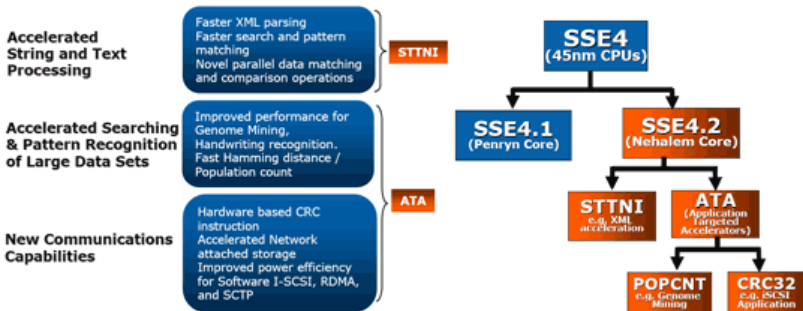 Accelerated
String and Text
Processing
Faster XML parsing
Faster search and pattern
matching
Novel parallel data matching
and comparison operations
STTNI
Accelerated Searching
& Pattern Recognition
of Large Data Sets
Improved performance for
Genome Mining,
Handwriting recognition.
Fast Hamming distance /
Population count
ATA
New Communications
Capabilities
Hardware based CRC
instruction
Accelerated Network
attached storage
Improved power efficiency
for Software I-SCSI, RDMA,
and SCTP
SSE4
(45nm CPUs)
SSE4.1
(Penryn Core)
SSE4.2
(Nehalem Core)
STTNI
e.g. XML
acceleration
ATA
(Application
Targeted
Accelerators)
POPCNT
e.g. Genome
Mining
CRC32
e.g. iSCSI
Application